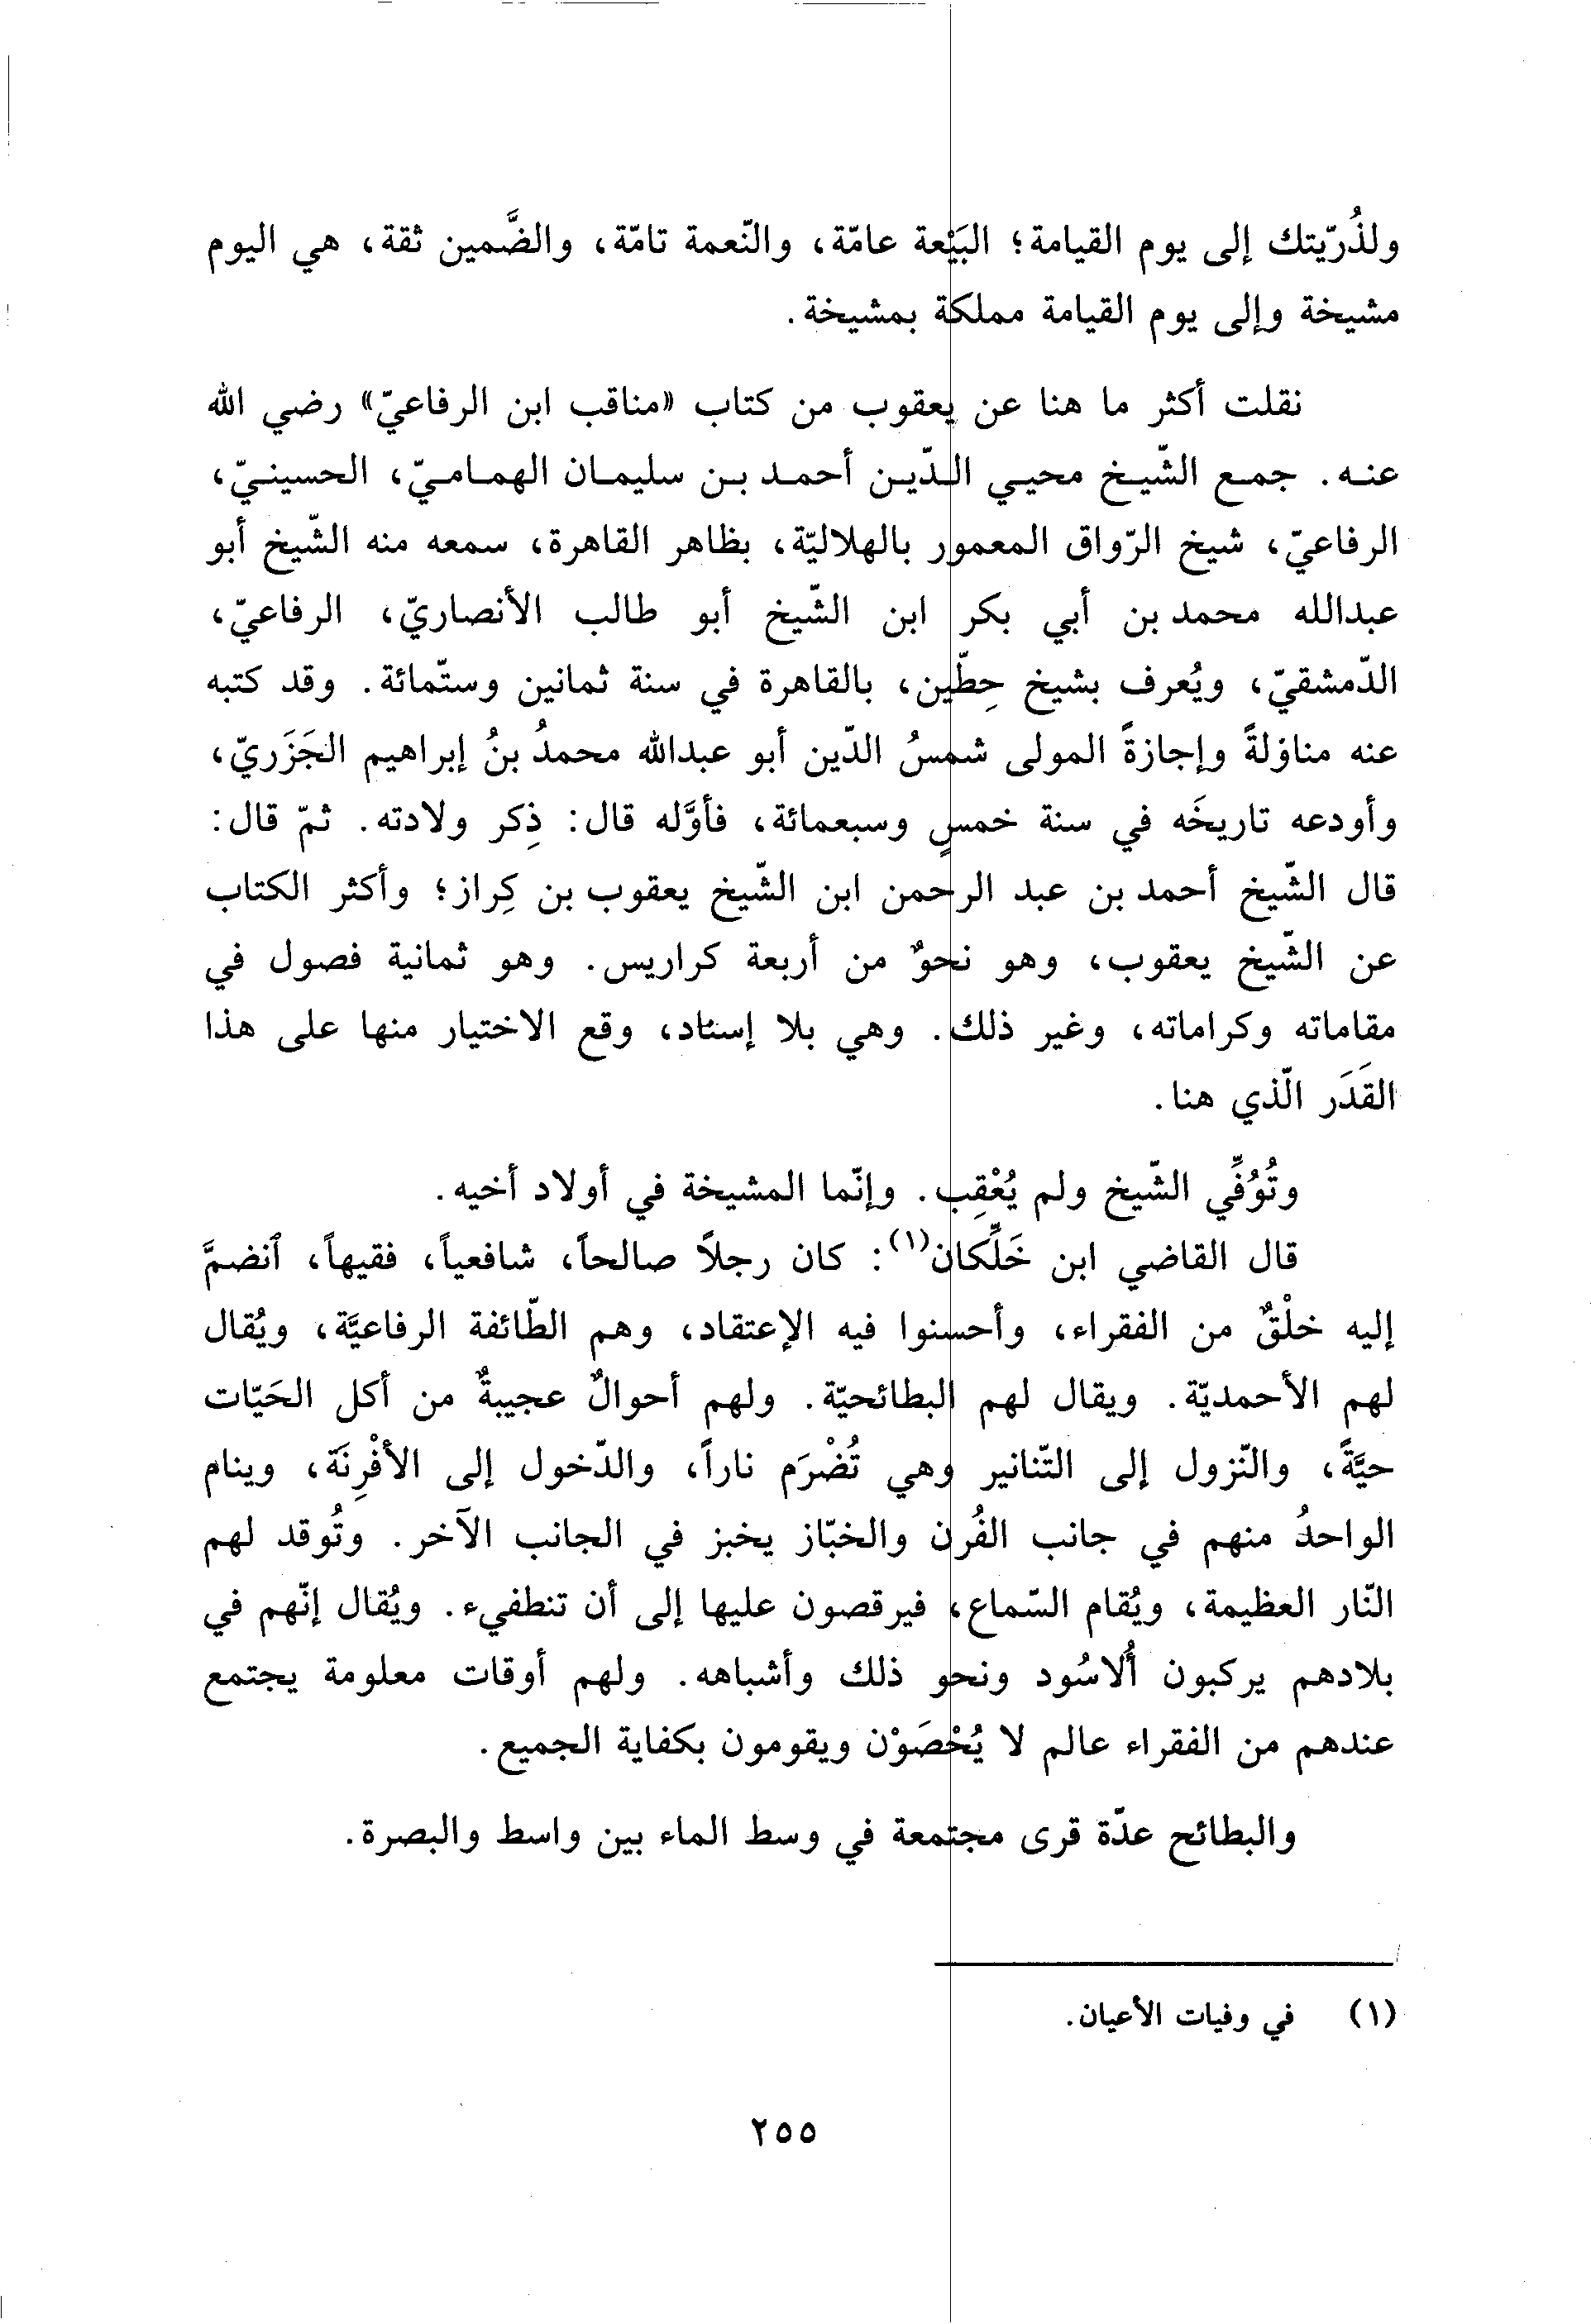 ولذُرّيتك إلى يوم القيامة؛ البَيْعة عامّة، والنّعمة تامّة، والضَّمين ثقة، هي اليوم
مشيخة وإلى يوم القيامة مملكة بمشيخة.
نقلت أكثر ما هنا عن يعقوب من كتاب «مناقب ابن الرفاعيّ» رضي الله
عنه. جمع الشّيخ محيي الدّين أحمد بن سليمان الهماميّ، الحسينيّ،
الرفاعيّ، شيخ الرّواق المعمور بالهلاليّة، بظاهر القاهرة، سمعه منه الشّيخ أبو
عبدالله محمد بن أبي بكر ابن الشّيخ أبو طالب الأنصاريّ، الرفاعيّ،
الدّمشقيّ، ويُعرف بشيخ حِطّين، بالقاهرة في سنة ثمانين وستّمائة. وقد كتبه
عنه مناوَلةً وإجازةً المولى شمسُ الدّين أبو عبدالله محمدُ بنُ إبراهيم الجَزَريّ،
وأودعه تاريخَه في سنة خمسٍ وسبعمائة، فأوَّله قال: ذِكر ولادته. ثمّ قال:
قال الشّيخ أحمد بن عبد الرحمن ابن الشّيخ يعقوب بن كِراز؛ وأكثر الكتاب
عن الشّيخ يعقوب، وهو نحوٌ من أربعة كراريس. وهو ثمانية فصول في
مقاماته وكراماته، وغير ذلك. وهي بلا إسناد، وقع الاختيار منها على هذا
القَدَر الّذي هنا.
وتُوُفِّي الشّيخ ولم يُعْقِب. وإنّما المشيخة في أولاد أخيه.
قال القاضي ابن خَلِّكان(١): كان رجلاً صالحاً، شافعياً، فقيهاً، ٱنضمَّ
إليه خلْقٌ من الفقراء، وأحسنوا فيه الإعتقاد، وهم الطّائفة الرفاعيَّة، ويُقال
لهم الأحمديّة. ويقال لهم البطائحيّة. ولهم أحوالٌ عجيبةٌ من أكل الحَيّات
حيَّةً، والنّزول إلى التّنانير وهي تُضْرَم ناراً، والدّخول إلى الأفْرِنَة، وينام
الواحدُ منهم في جانب الفُرن والخبّاز يخبز في الجانب الآخر. وتُوقد لهم
النّار العظيمة، ويُقام السّماع، فيرقصون عليها إلى أن تنطفيء. ويُقال إنّهم في
بلادهم يركبون ٱلأسُود ونحو ذلك وأشباهه. ولهم أوقات معلومة يجتمع
عندهم من الفقراء عالم لا يُحْصَوْن ويقومون بكفاية الجميع.
والبطائح عدّة قرى مجتمعة في وسط الماء بين واسط والبصرة.
(١) في وفيات الأعيان.
٢٥٥